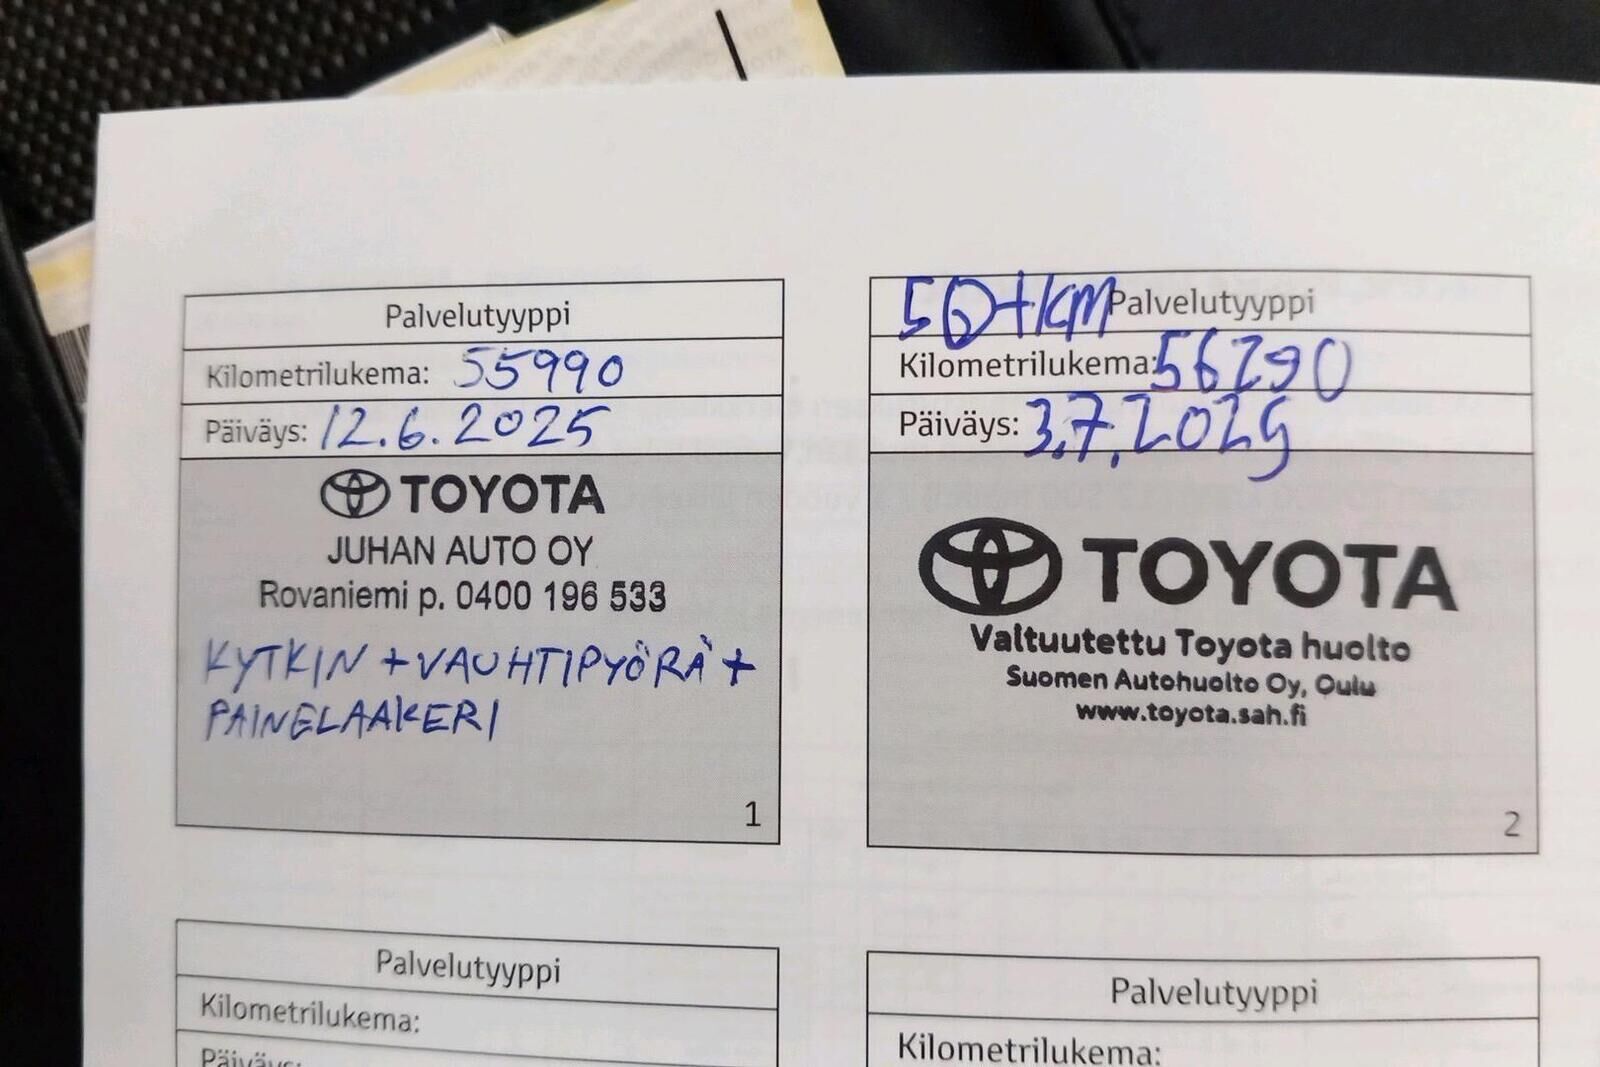 Palvelutyyppi
Kilometrilukema: 55990
Päiväys: 12.6.2025
TOYOTA
JUHAN AUTO OY
Rovaniemi p. 0400 196 533
KYTKIN + VAUHTIPYÖRÄ +
PAINELAAKERI
1
Palvelutyyppi
Kilometrilukema: 56290
Päiväys: 3.7.2025
TOYOTA
Valtuutettu Toyota huolto
Suomen Autohuolto Oy, Oulu
www.toyota.sah.fi
2
Palvelutyyppi
Kilometrilukema:
Päiväys:
Palvelutyyppi
Kilometrilukema: